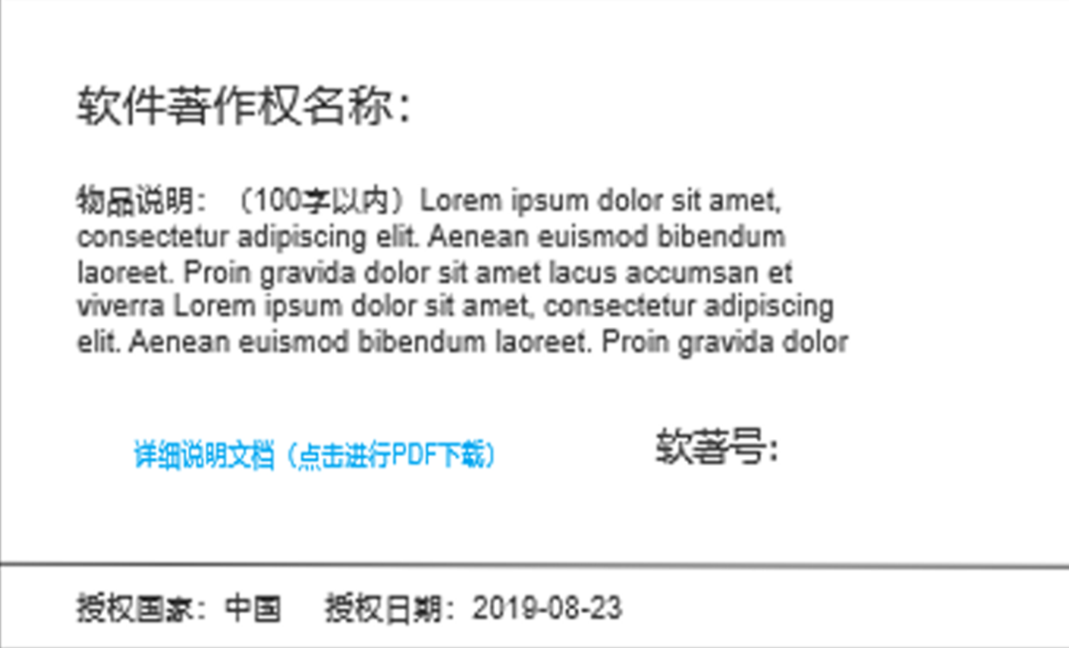 软件著作权名称：
物品说明：（100字以内）Lorem ipsum dolor sit amet,
consectetur adipiscing elit. Aenean euismod bibendum
laoreet. Proin gravida dolor sit amet lacus accumsan et
viverra Lorem ipsum dolor sit amet, consectetur adipiscing
elit. Aenean euismod bibendum laoreet. Proin gravida dolor
详细说明文档（点击进行PDF下载） 软著号：
授权国家：中国 授权日期：2019-08-23